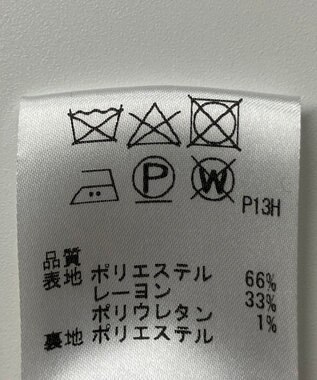 P W P13H
品質
表地 ポリエステル 66%
レーヨン 33%
ポリウレタン 1%
裏地 ポリエステル